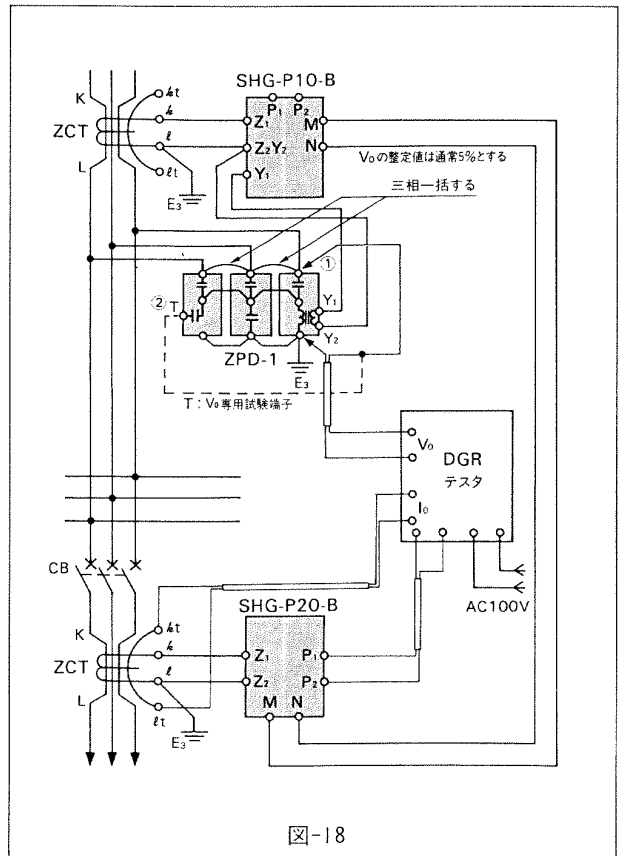 SHG-P10-B
K
kt
k
ZCT
l
L
lt
E3
P1 P2
Z1
M
Z2Y2
N
Y1
V0の整定値は通常5%とする
三相一括する
①
② T
Y1
Y2
ZPD-1
E3
T：V0専用試験端子
V0
DGR
テスタ
I0
AC100V
CB
SHG-P20-B
K
kt
k
ZCT
l
L
lt
E3
Z1
P1
Z2
P2
M N
図-18